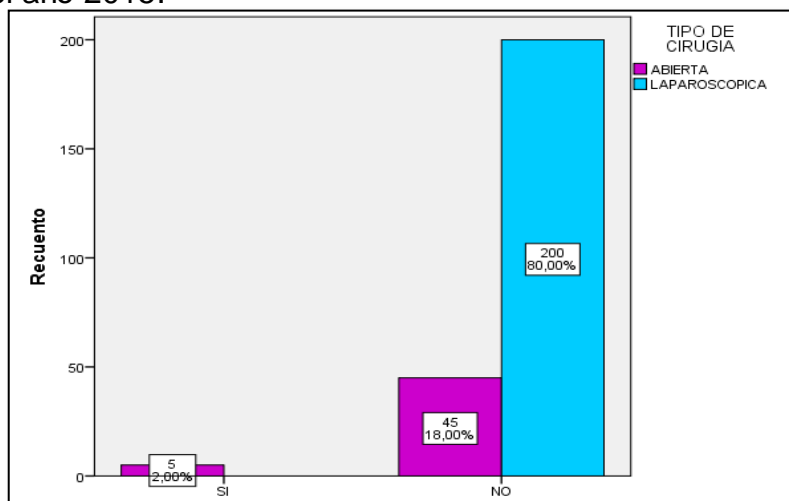 200
150
100
50
0
Recuento
5
2,00%
45
18,00%
200
80,00%
SI
NO
TIPO DE
CIRUGIA
ABIERTA
LAPAROSCOPICA